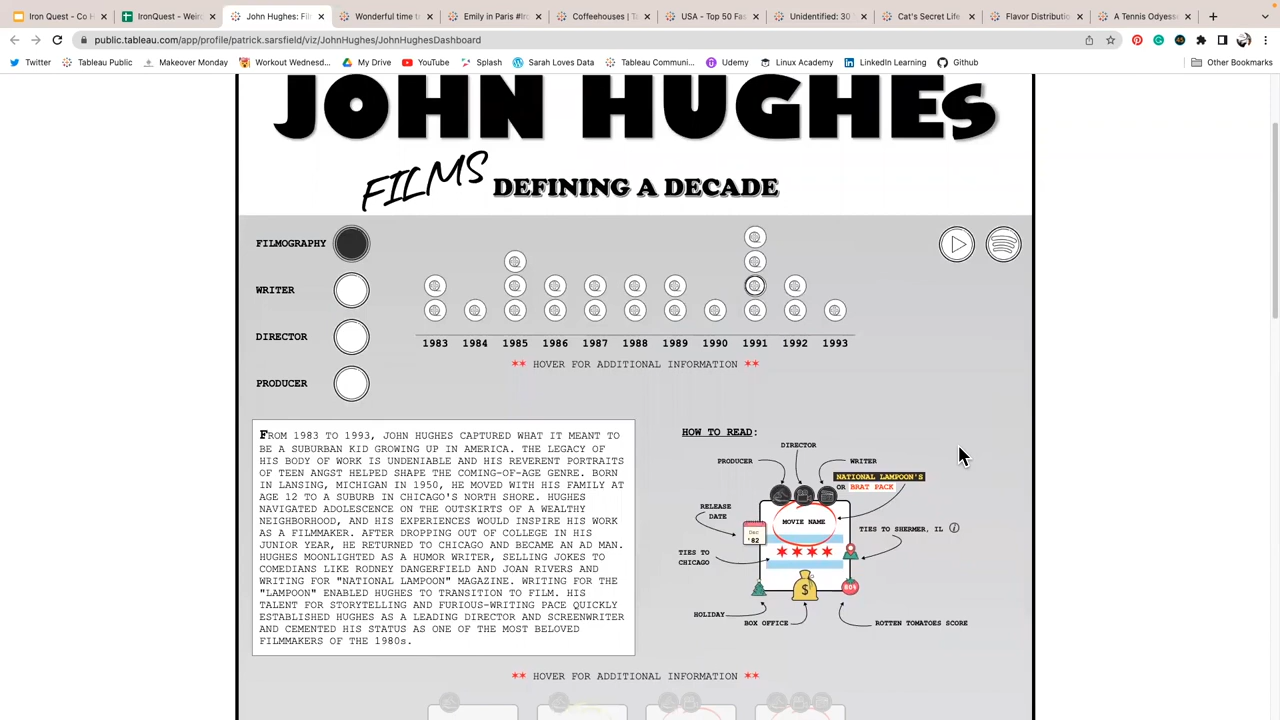 Iron Quest - Co H
IronQuest - Weird
John Hughes: Fil
Wonderful time t
Emily in Paris #Iro
Coffeehouses | Ta
USA - Top 50 Fas
Unidentified: 30
Cat's Secret Life
Flavor Distributio
A Tennis Odysse
public.tableau.com/app/profile/patrick.sarsfield/viz/JohnHughes/JohnHughesDashboard
Twitter
Tableau Public
Makeover Monday
Workout Wednesd...
My Drive
YouTube
Splash
Sarah Loves Data
Tableau Communi...
Udemy
Linux Academy
LinkedIn Learning
Github
Other Bookmarks
JOHN HUGHES
FILMS DEFINING A DECADE
FILMOGRAPHY
WRITER
DIRECTOR
PRODUCER
1983 1984 1985 1986 1987 1988 1989 1990 1991 1992 1993
** HOVER FOR ADDITIONAL INFORMATION **
FROM 1983 TO 1993, JOHN HUGHES CAPTURED WHAT IT MEANT TO
BE A SUBURBAN KID GROWING UP IN AMERICA. THE LEGACY OF
HIS BODY OF WORK IS UNDENIABLE AND HIS REVERENT PORTRAITS
OF TEEN ANGST HELPED SHAPE THE COMING-OF-AGE GENRE. BORN
IN LANSING, MICHIGAN IN 1950, HE MOVED WITH HIS FAMILY AT
AGE 12 TO A SUBURB IN CHICAGO'S NORTH SHORE. HUGHES
NAVIGATED ADOLESCENCE ON THE OUTSKIRTS OF A WEALTHY
NEIGHBORHOOD, AND HIS EXPERIENCES WOULD INSPIRE HIS WORK
AS A FILMMAKER. AFTER DROPPING OUT OF COLLEGE IN HIS
JUNIOR YEAR, HE RETURNED TO CHICAGO AND BECAME AN AD MAN.
HUGHES MOONLIGHTED AS A HUMOR WRITER, SELLING JOKES TO
COMEDIANS LIKE RODNEY DANGERFIELD AND JOAN RIVERS AND
WRITING FOR "NATIONAL LAMPOON" MAGAZINE. WRITING FOR THE
"LAMPOON" ENABLED HUGHES TO TRANSITION TO FILM. HIS
TALENT FOR STORYTELLING AND FURIOUS-WRITING PACE QUICKLY
ESTABLISHED HUGHES AS A LEADING DIRECTOR AND SCREENWRITER
AND CEMENTED HIS STATUS AS ONE OF THE MOST BELOVED
FILMMAKERS OF THE 1980s.
HOW TO READ:
DIRECTOR
PRODUCER
WRITER
NATIONAL LAMPOON'S
OR BRAT PACK
RELEASE
DATE
Dec
'82
MOVIE NAME
TIES TO SHERMER, IL
TIES TO
CHICAGO
$
80%
HOLIDAY
BOX OFFICE
ROTTEN TOMATOES SCORE
** HOVER FOR ADDITIONAL INFORMATION **